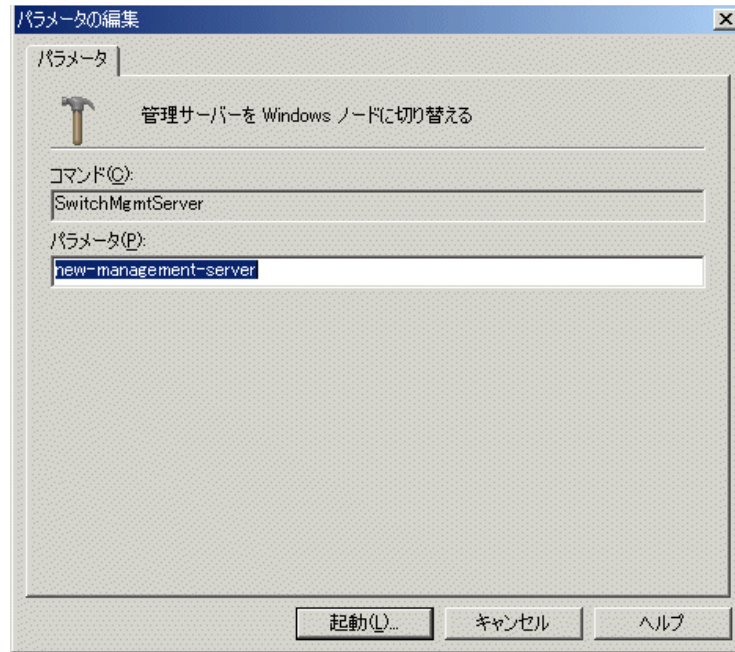 パラメータの編集
パラメータ
管理サーバーを Windows ノードに切り替える
コマンド(C):
SwitchMgmtServer
パラメータ(P):
new-management-server
起動(L)... キャンセル ヘルプ